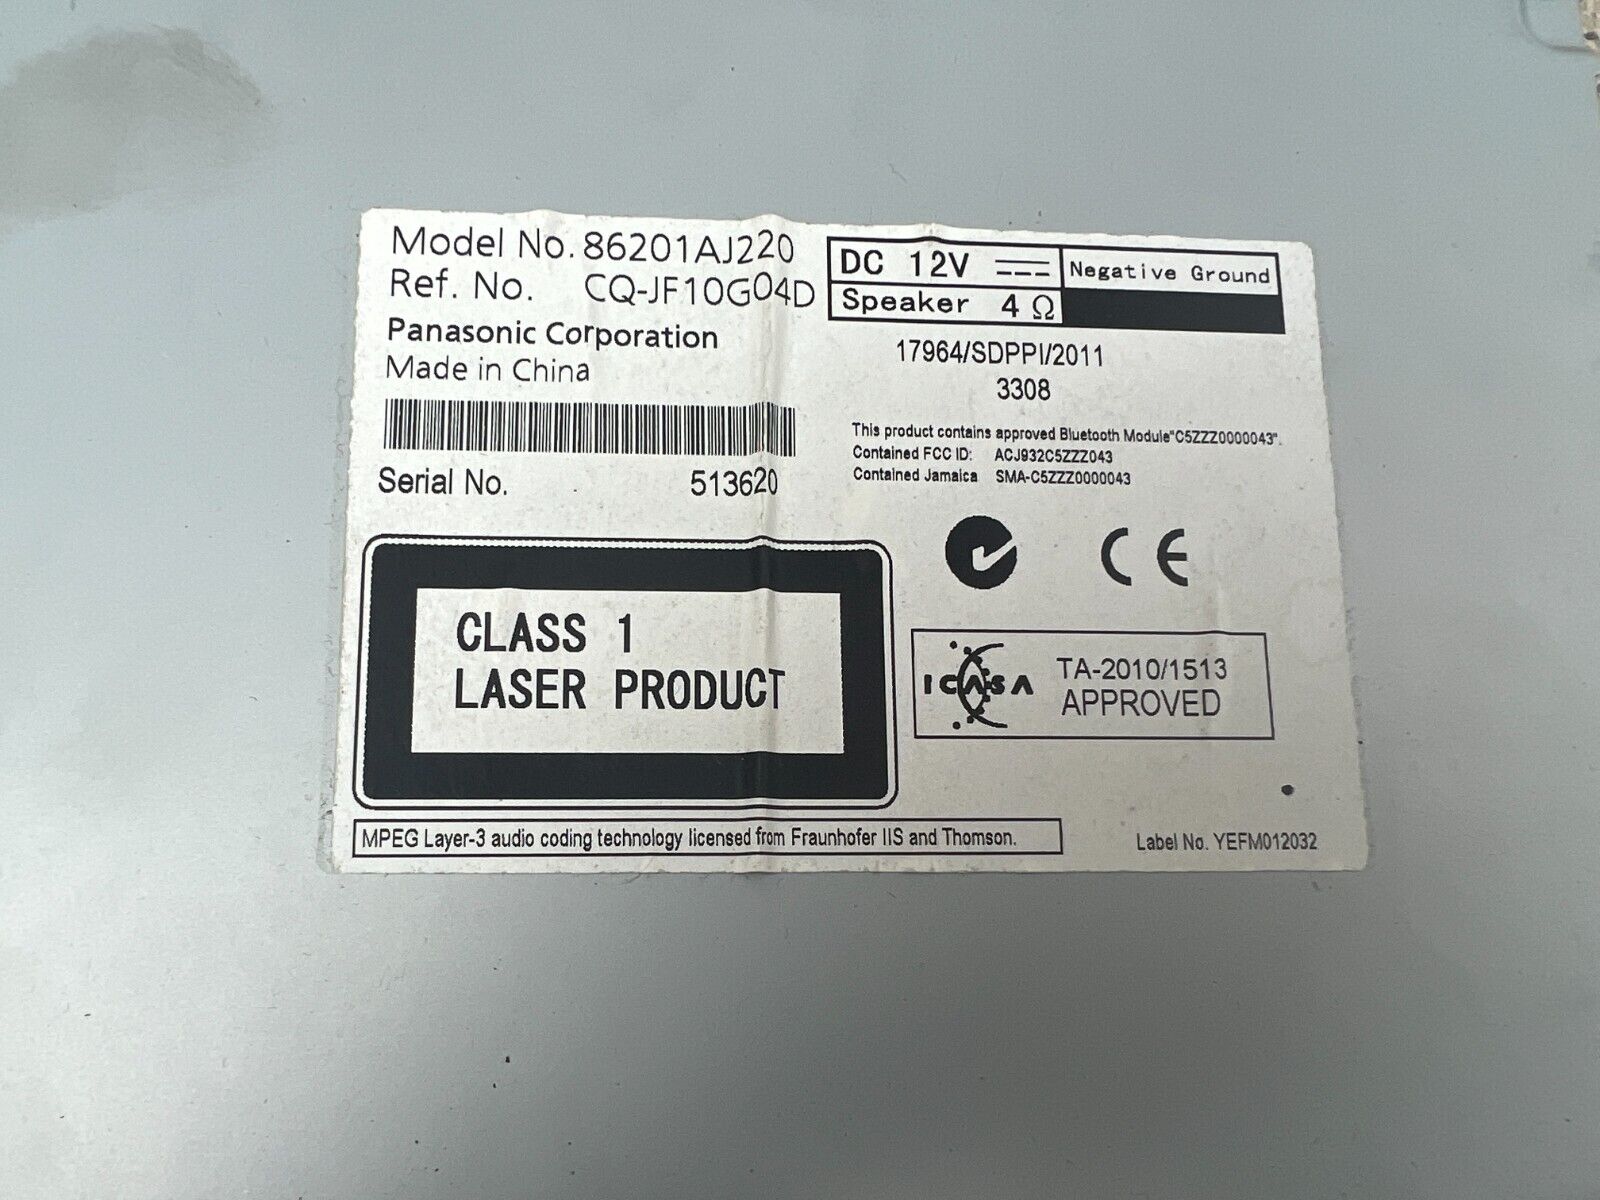 Model No. 86201AJ220
Ref. No. CQ-JF10G04D
Panasonic Corporation
Made in China
Serial No. 513620
DC 12V Negative Ground
Speaker 4 Ω
17964/SDPPI/2011
3308
This product contains approved Bluetooth Module"C5ZZZ0000043".
Contained FCC ID: ACJ932C5ZZZ043
Contained Jamaica SMA-C5ZZZ0000043
CE
CLASS 1
LASER PRODUCT
ICASA
TA-2010/1513
APPROVED
MPEG Layer-3 audio coding technology licensed from Fraunhofer IIS and Thomson.
Label No. YEFM012032